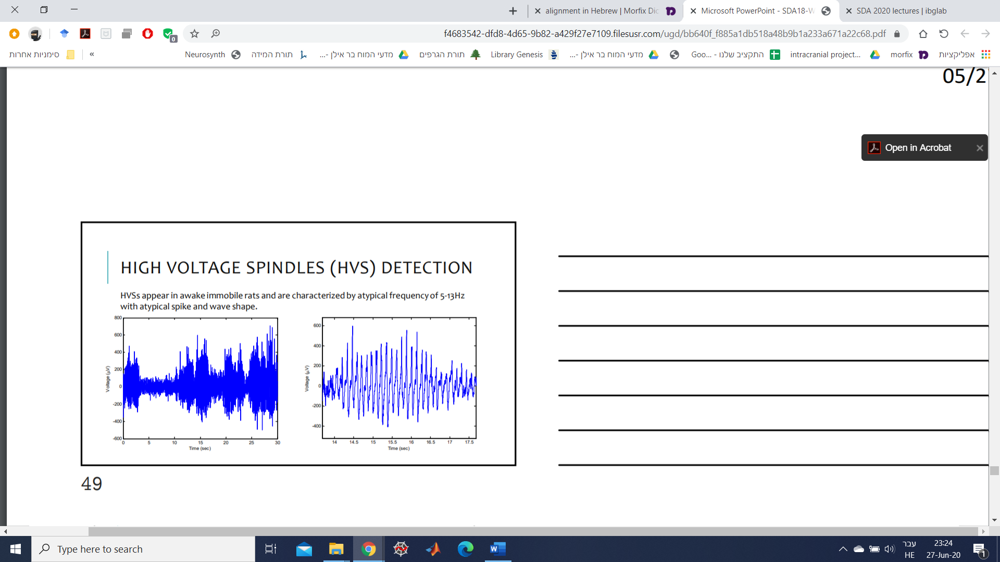 alignment in Hebrew | Morfix Dic
Microsoft PowerPoint - SDA18-W
SDA 2020 lectures | ibglab
0
f4683542-dfd8-4d65-9b82-a429f27e7109.filesusr.com/ugd/bb640f_f885a1db518a48b9b1a233a671a22c68.pdf
אפליקציות
morfix
intracranial project...
התקציב שלנו - Goo...
מדעי המוח בר אילן -...
Library Genesis
תורת הגרפים
מדעי המוח בר אילן -...
תורת המידה
Neurosynth
«
סימניות אחרות
05/2
Open in Acrobat
HIGH VOLTAGE SPINDLES (HVS) DETECTION
HVSs appear in awake immobile rats and are characterized by atypical frequency of 5-13Hz
with atypical spike and wave shape.
800
600
400
200
0
-200
-400
-600
Voltage (μV)
0 5 10 15 20 25 30
Time (sec)
600
400
200
0
-200
-400
Voltage (μV)
14 14.5 15 15.5 16 16.5 17 17.5
Time (sec)
49
Type here to search
W
עבר
HE
23:24
27-Jun-20
1